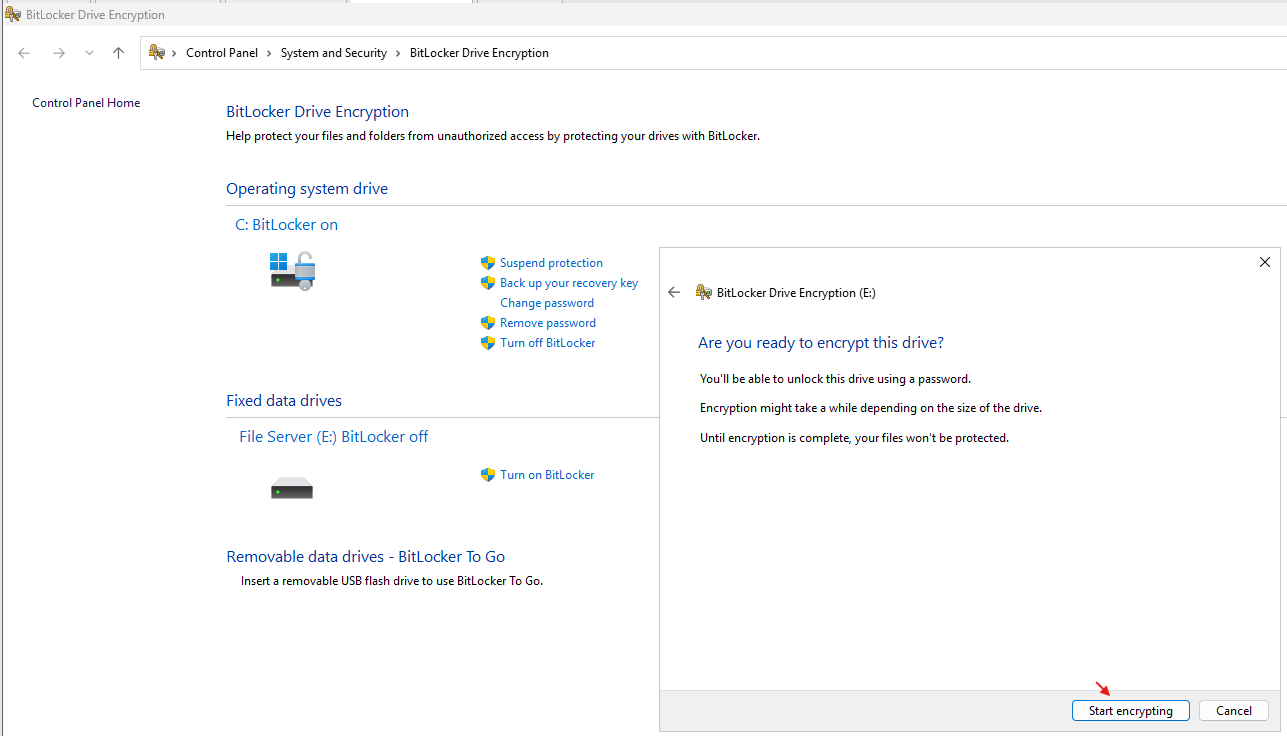 BitLocker Drive Encryption
Control Panel > System and Security > BitLocker Drive Encryption
Control Panel Home
BitLocker Drive Encryption
Help protect your files and folders from unauthorized access by protecting your drives with BitLocker.
Operating system drive
C: BitLocker on
Suspend protection
Back up your recovery key
Change password
Remove password
Turn off BitLocker
Fixed data drives
File Server (E:) BitLocker off
Turn on BitLocker
Removable data drives - BitLocker To Go
Insert a removable USB flash drive to use BitLocker To Go.
BitLocker Drive Encryption (E:)
Are you ready to encrypt this drive?
You'll be able to unlock this drive using a password.
Encryption might take a while depending on the size of the drive.
Until encryption is complete, your files won't be protected.
Start encrypting
Cancel